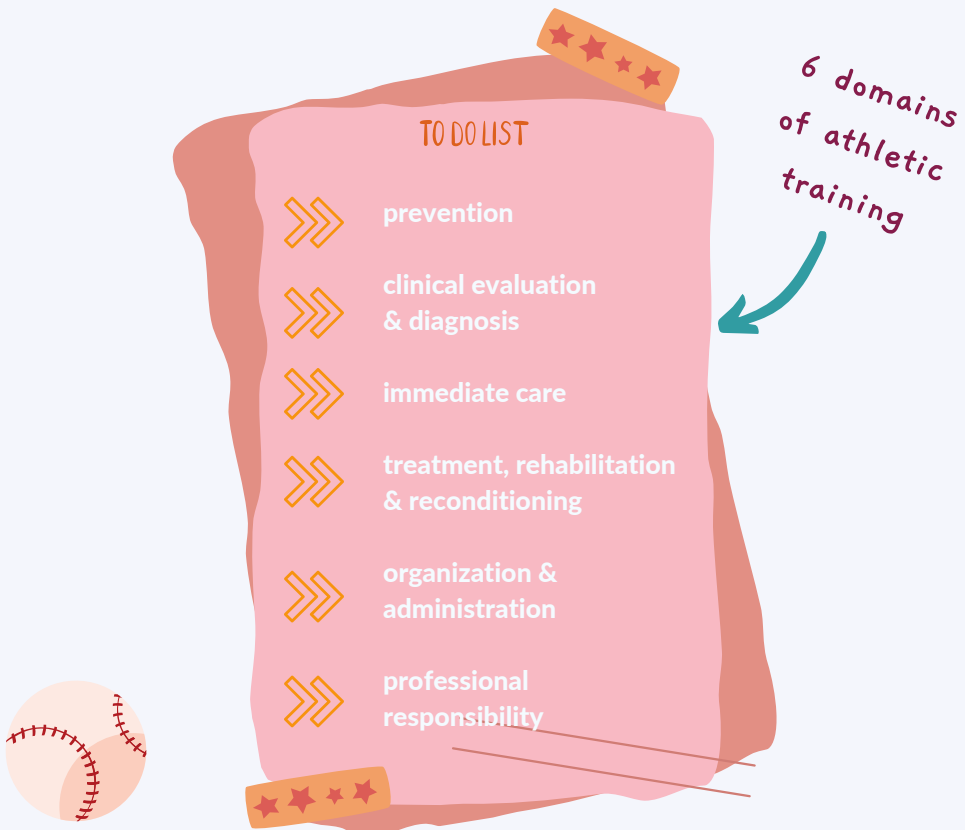 6 domains
of athletic
training
TO DO LIST
prevention
clinical evaluation
& diagnosis
immediate care
treatment, rehabilitation
& reconditioning
organization &
administration
professional
responsibility